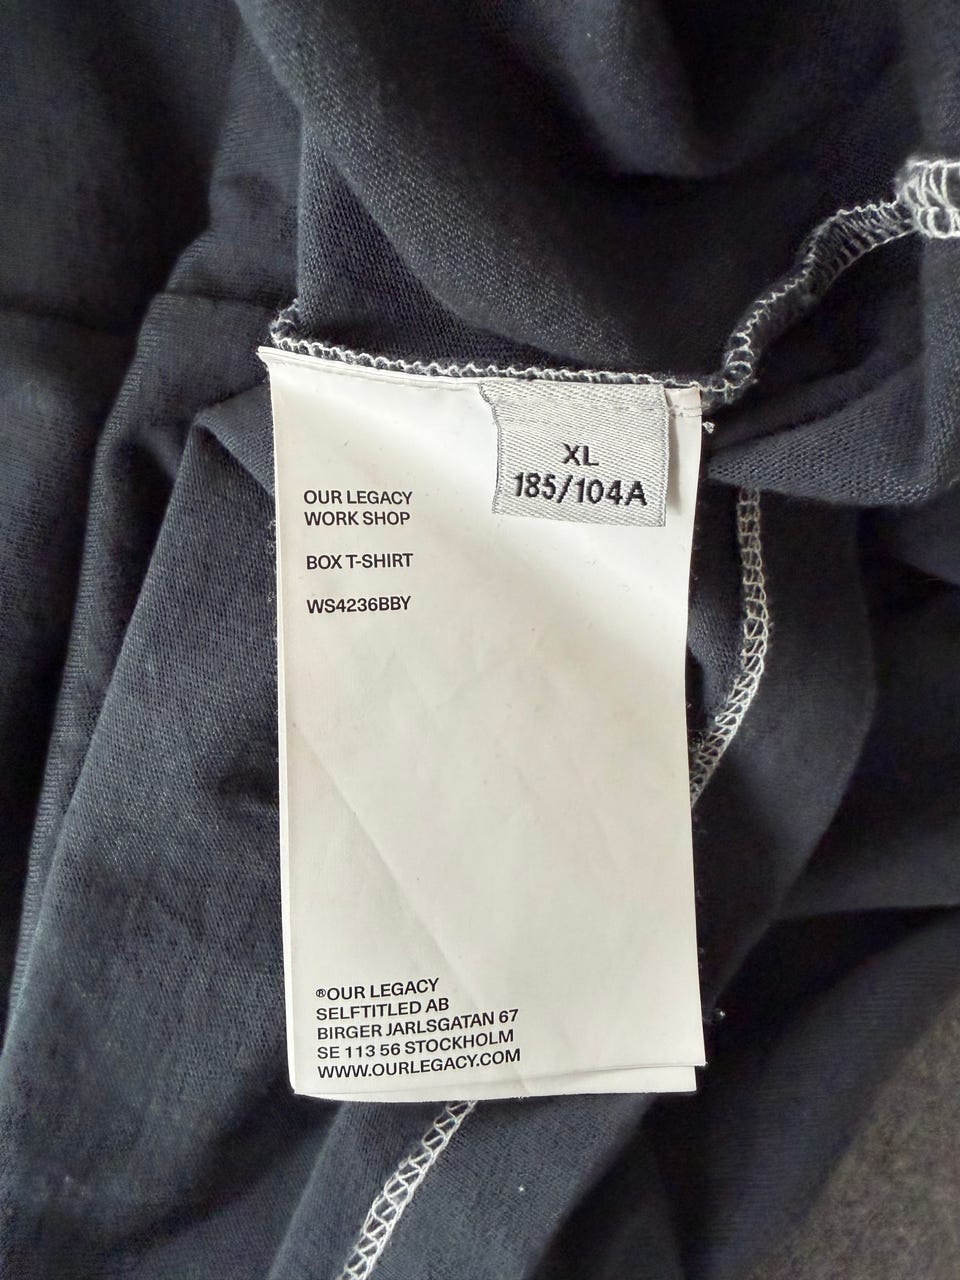 XL
185/104A
OUR LEGACY
WORK SHOP
BOX T-SHIRT
WS4236BBY
®OUR LEGACY
SELFTITLED AB
BIRGER JARLSGATAN 67
SE 113 56 STOCKHOLM
WWW.OURLEGACY.COM